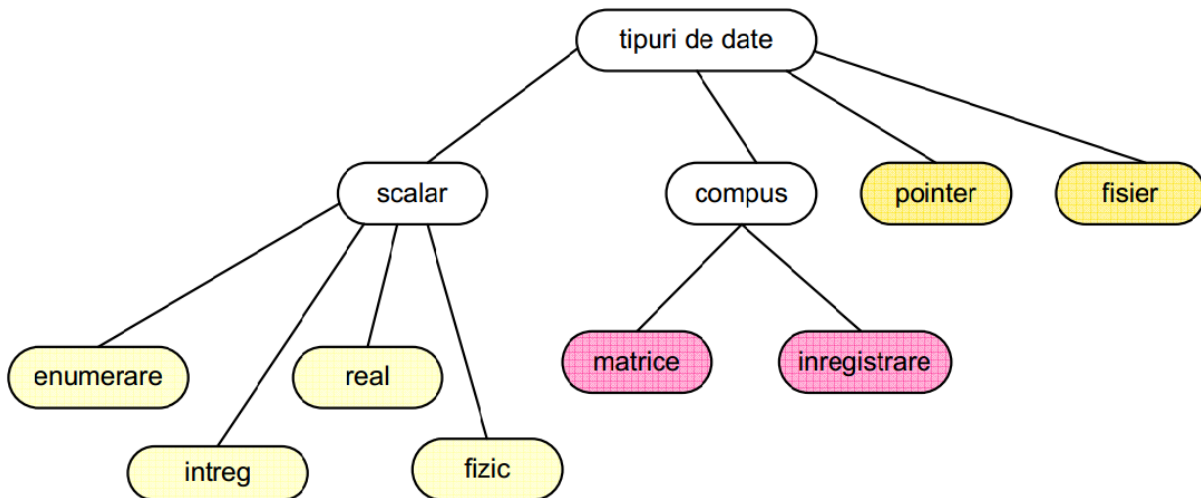 tipuri de date
scalar
compus
pointer
fisier
enumerare
real
matrice
inregistrare
intreg
fizic